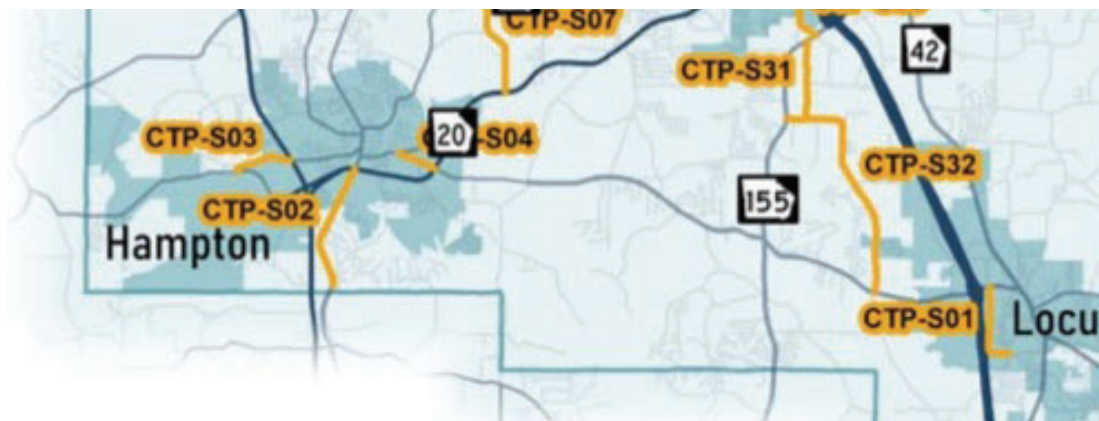 CTP-S07
CTP-S31
42
CTP-S03
20
-S04
155
CTP-S32
CTP-S02
Hampton
CTP-S01
Locu